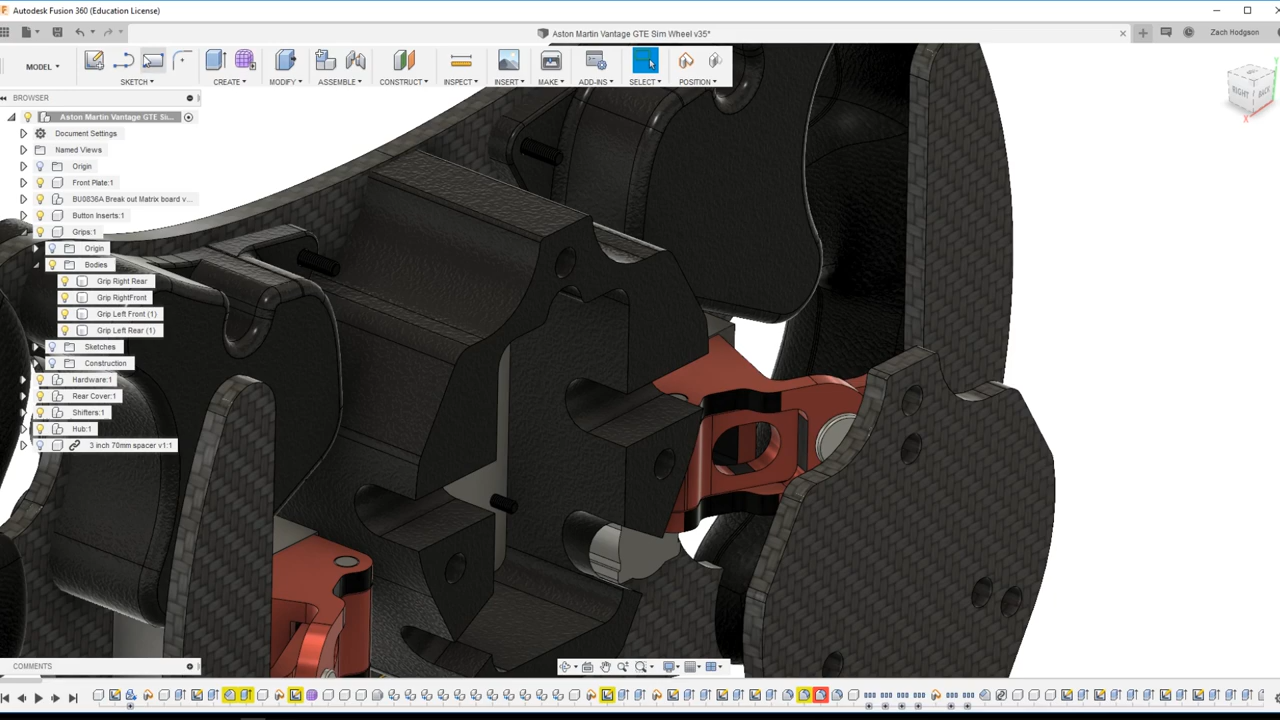 Autodesk Fusion 360 (Education License)
Aston Martin Vantage GTE Sim Wheel v35*
Zach Hodgson
MODEL
SKETCH
CREATE
MODIFY
ASSEMBLE
CONSTRUCT
INSPECT
INSERT
MAKE
ADD-INS
SELECT
POSITION
BROWSER
RIGHT
BACK
X
Aston Martin Vantage GTE Si...
Document Settings
Named Views
Origin
Front Plate:1
BU0836A Break out Matrix board v...
Button Inserts:1
Grips:1
Origin
Bodies
Grip Right Rear
Grip RightFront
Grip Left Front (1)
Grip Left Rear (1)
Sketches
Construction
Hardware:1
Rear Cover:1
Shifters:1
Hub:1
3 inch 70mm spacer v1:1
COMMENTS